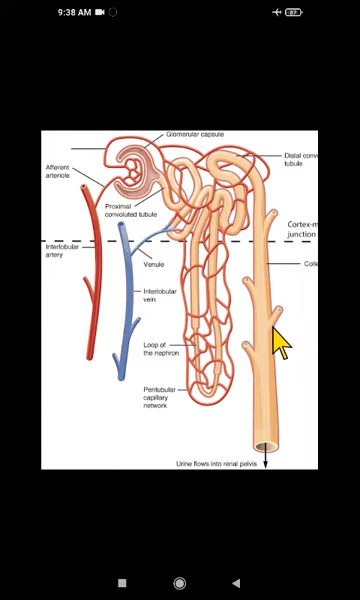 9:38 AM
87
Glomerular capsule
Distal conv
tubule
Afferent
arteriole
Proximal
convoluted tubule
Cortex-m
junction
Interlobular
artery
Venule
Colle
Interlobular
vein
Loop of
the nephron
Peritubular
capillary
network
Urine flows into renal pelvis